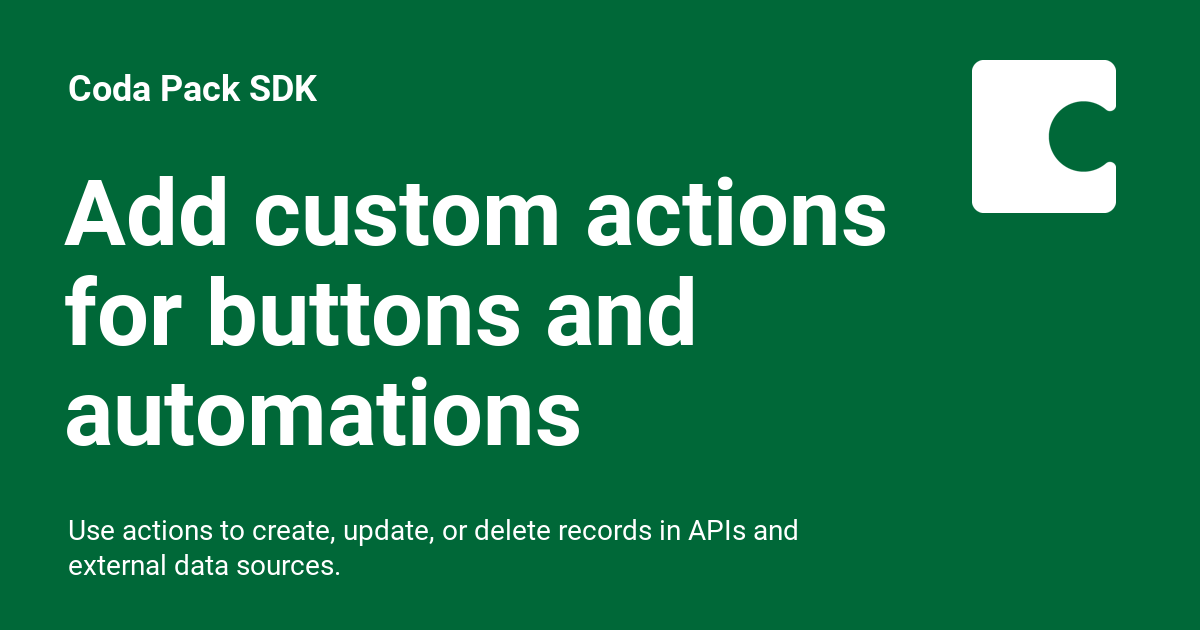 Coda Pack SDK
Add custom actions
for buttons and
automations
Use actions to create, update, or delete records in APIs and
external data sources.